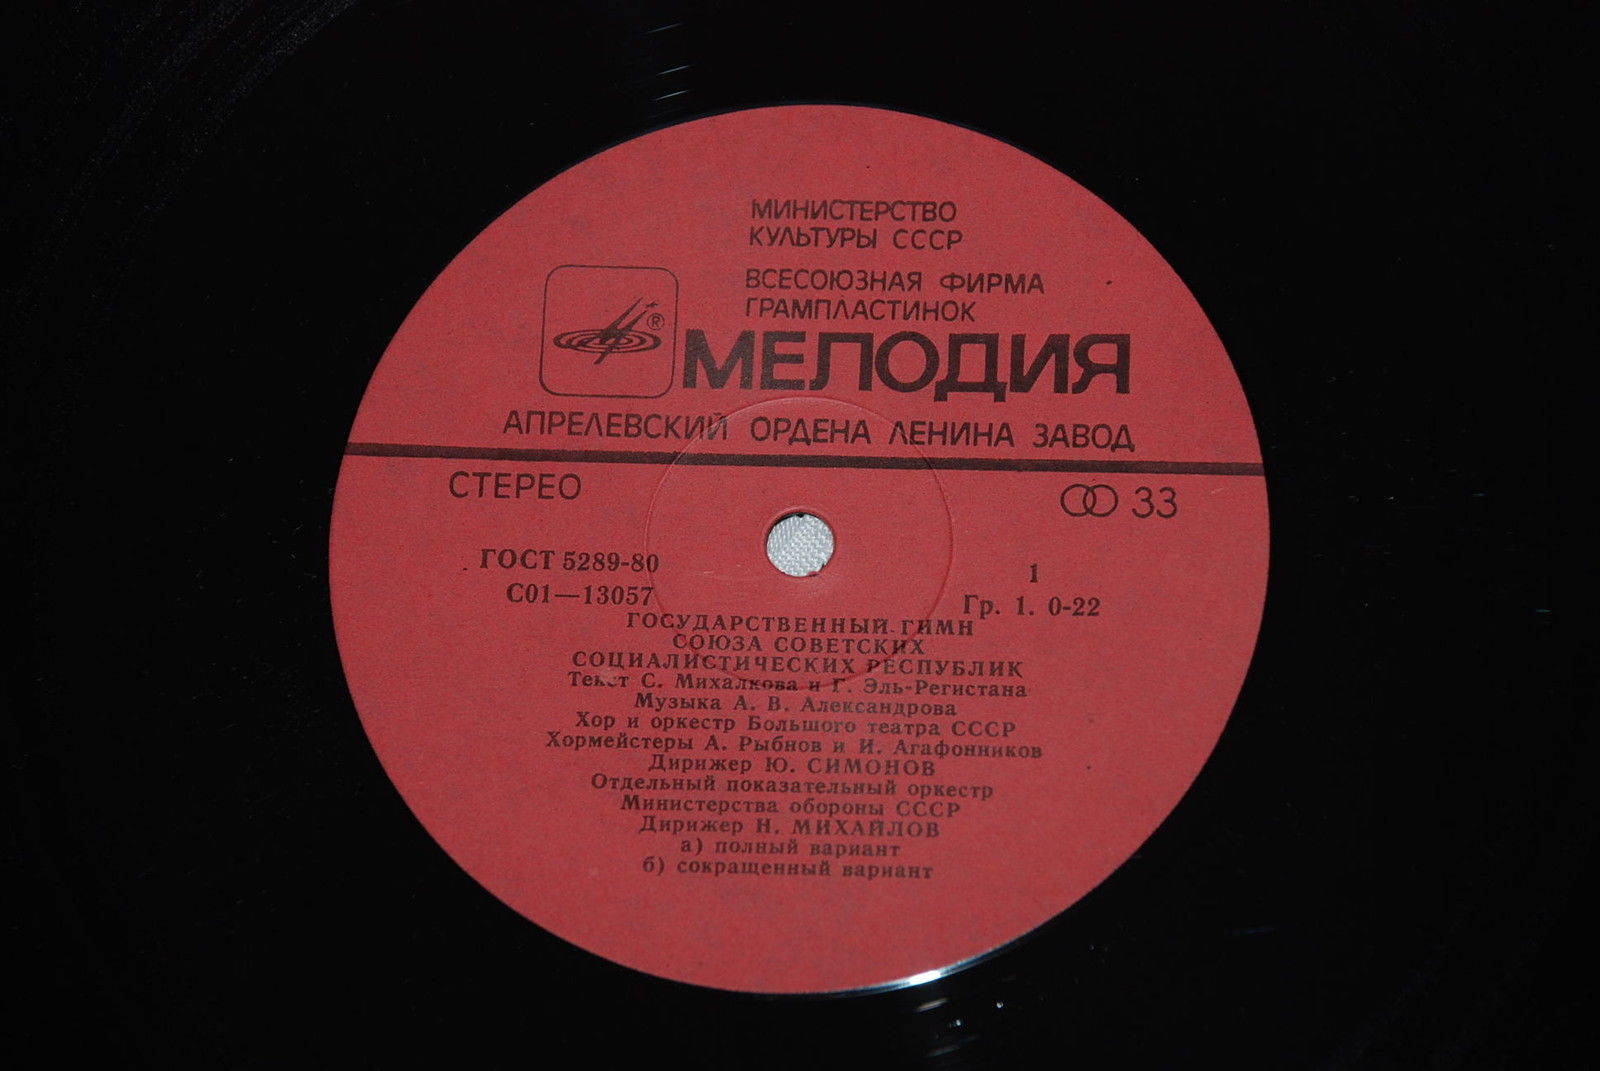 МИНИСТЕРСТВО
КУЛЬТУРЫ СССР
ВСЕСОЮЗНАЯ ФИРМА
ГРАМПЛАСТИНОК
®
МЕЛОДИЯ
АПРЕЛЕВСКИЙ ОРДЕНА ЛЕНИНА ЗАВОД
СТЕРЕО
33
ГОСТ 5289-80
1
С01—13057
Гр. 1. 0-22
ГОСУДАРСТВЕННЫЙ ГИМН
СОЮЗА СОВЕТСКИХ
СОЦИАЛИСТИЧЕСКИХ РЕСПУБЛИК
Текст С. Михалкова и Г. Эль-Регистана
Музыка А. В. Александрова
Хор и оркестр Большого театра СССР
Хормейстеры А. Рыбнов и И. Агафонников
Дирижер Ю. СИМОНОВ
Отдельный показательный оркестр
Министерства обороны СССР
Дирижер Н. МИХАЙЛОВ
а) полный вариант
б) сокращенный вариант